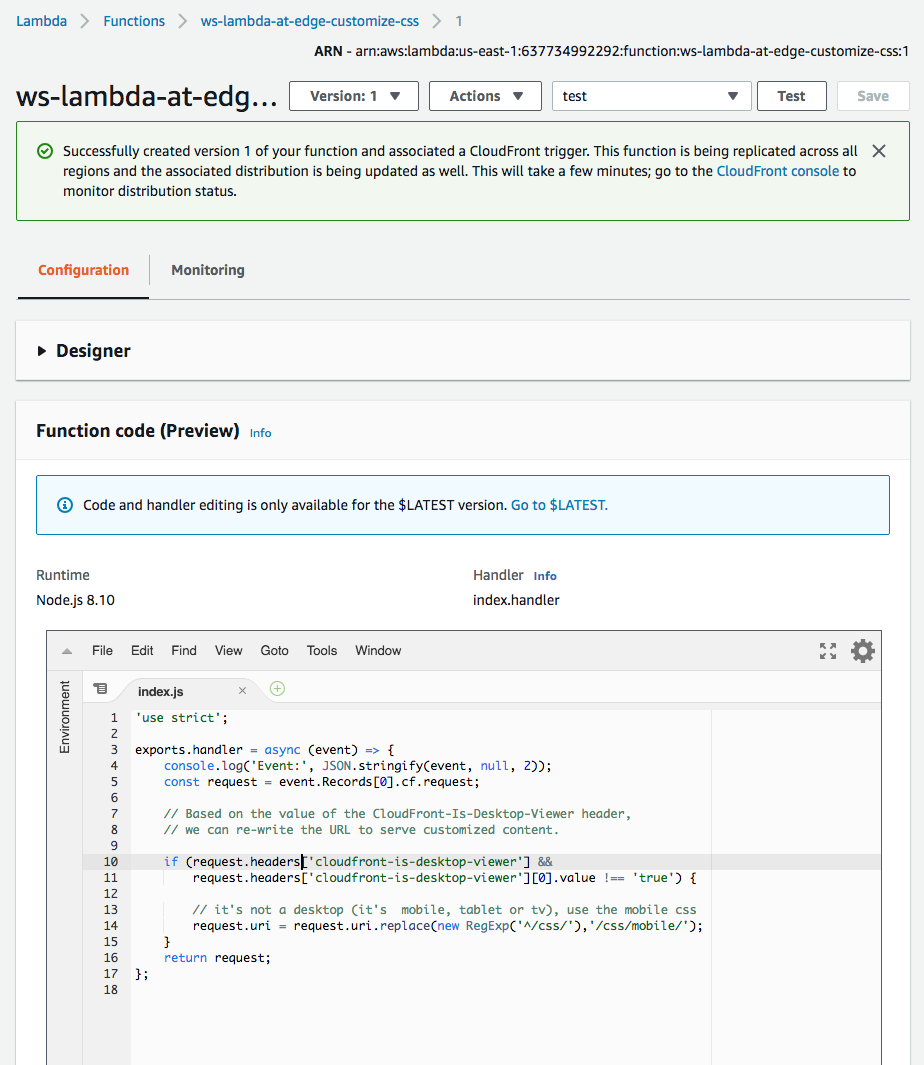 Lambda > Functions > ws-lambda-at-edge-customize-css > 1
ARN - arn:aws:lambda:us-east-1:637734992292:function:ws-lambda-at-edge-customize-css:1
ws-lambda-at-edg... Version: 1 Actions test Test Save
Successfully created version 1 of your function and associated a CloudFront trigger. This function is being replicated across all
regions and the associated distribution is being updated as well. This will take a few minutes; go to the CloudFront console to
monitor distribution status.
Configuration Monitoring
Designer
Function code (Preview) Info
Code and handler editing is only available for the $LATEST version. Go to $LATEST.
Runtime Handler Info
Node.js 8.10 index.handler
File Edit Find View Goto Tools Window
Environment
index.js
1 'use strict';
2
3 exports.handler = async (event) => {
4 console.log('Event:', JSON.stringify(event, null, 2));
5 const request = event.Records[0].cf.request;
6
7 // Based on the value of the CloudFront-Is-Desktop-Viewer header,
8 // we can re-write the URL to serve customized content.
9
10 if (request.headers['cloudfront-is-desktop-viewer'] &&
11 request.headers['cloudfront-is-desktop-viewer'][0].value !== 'true') {
12
13 // it's not a desktop (it's  mobile, tablet or tv), use the mobile css
14 request.uri = request.uri.replace(new RegExp('^/css/'),'/css/mobile/');
15 }
16 return request;
17 };
18